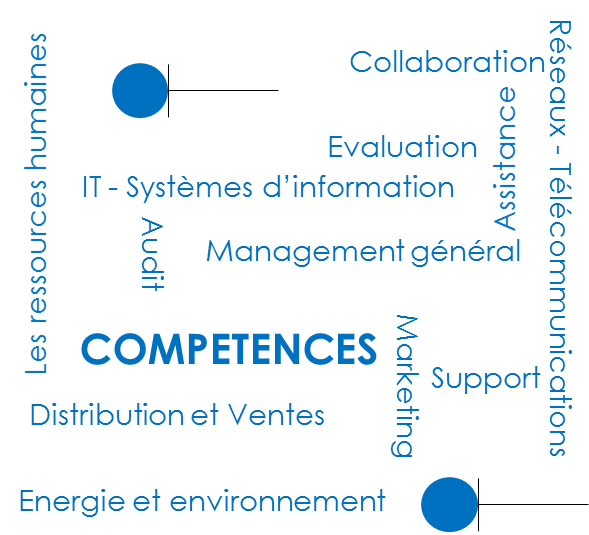 Les ressources humaines
Collaboration
Réseaux - Télécommunications
Assistance
Evaluation
IT - Systèmes d’information
Audit
Management général
COMPETENCES
Marketing
Support
Distribution et Ventes
Energie et environnement